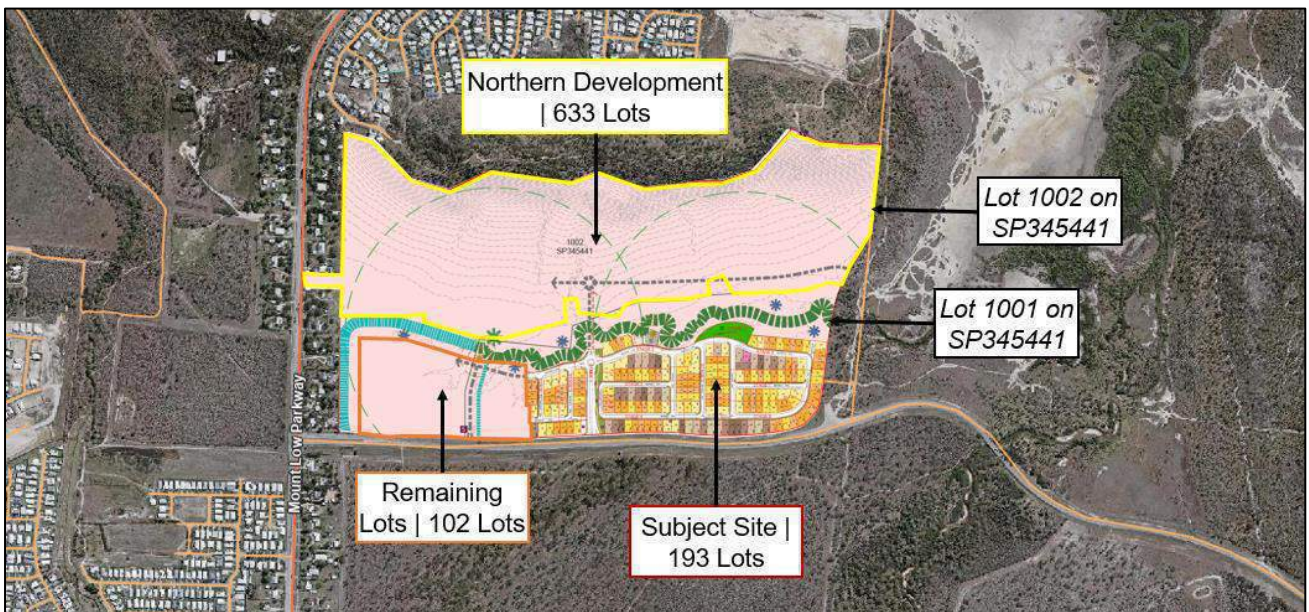 Northern Development
| 633 Lots
Lot 1002 on
SP345441
1002
SP345441
Lot 1001 on
SP345441
Mount Low Parkway
Remaining
Lots | 102 Lots
Subject Site |
193 Lots